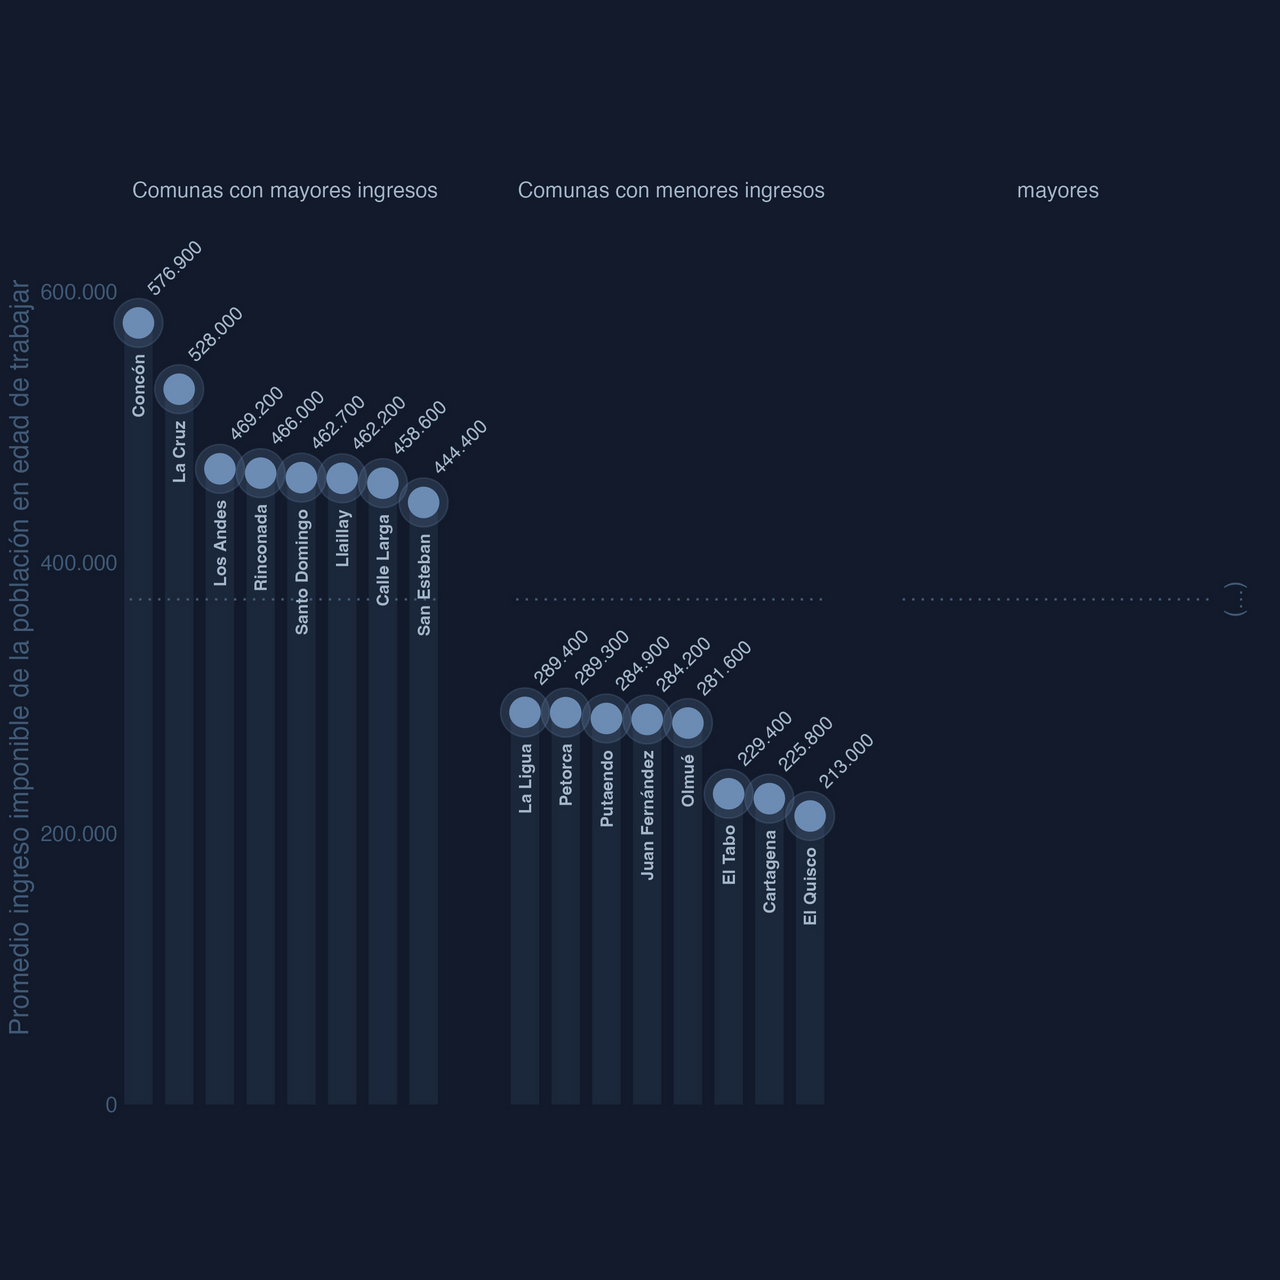 Comunas con mayores ingresos
Comunas con menores ingresos
mayores
Promedio ingreso imponible de la población en edad de trabajar
600.000
400.000
200.000
0
576.900
528.000
469.200
466.000
462.700
462.200
458.600
444.400
Concón
La Cruz
Los Andes
Rinconada
Santo Domingo
Llaillay
Calle Larga
San Esteban
(...)
289.400
289.300
284.900
284.200
281.600
229.400
225.800
213.000
La Ligua
Petorca
Putaendo
Juan Fernández
Olmué
El Tabo
Cartagena
El Quisco